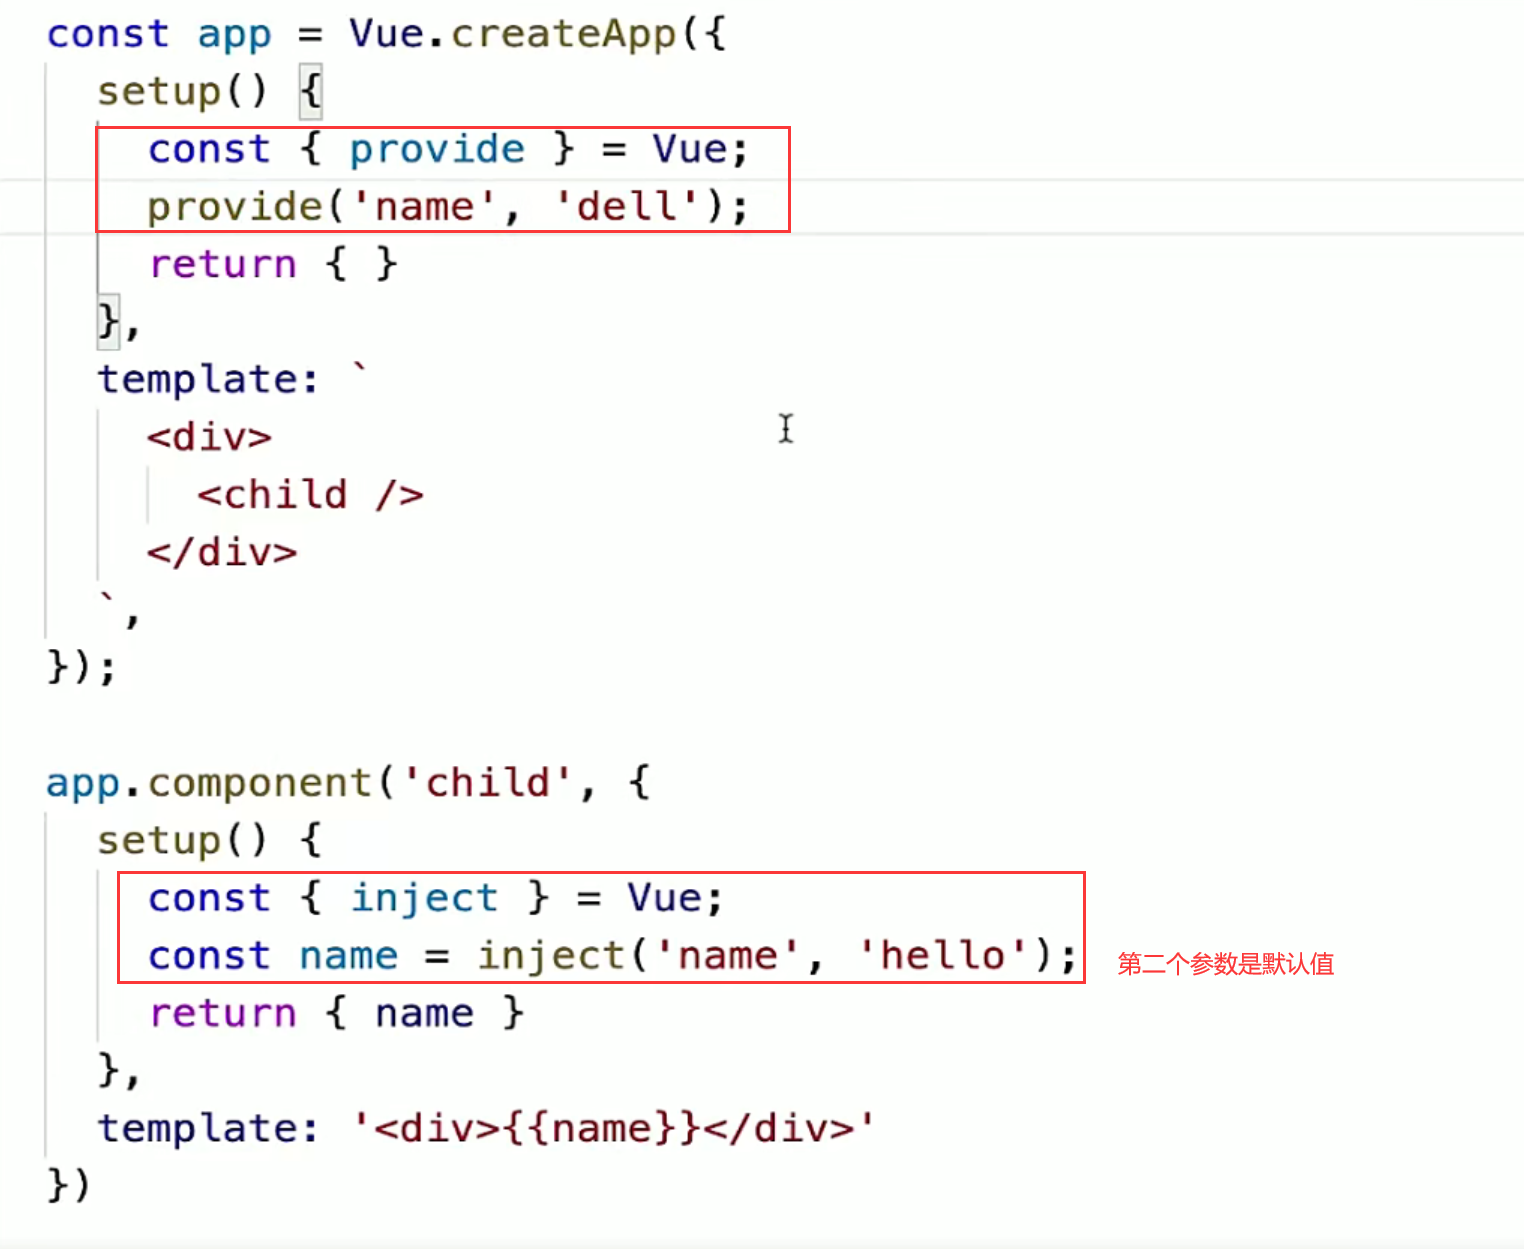 const app = Vue.createApp({
  setup() {
    const { provide } = Vue;
    provide('name', 'dell');
    return { }
  },
  template: `
    <div>
      <child />
    </div>
  `,
});
app.component('child', {
  setup() {
    const { inject } = Vue;
    const name = inject('name', 'hello'); 第二个参数是默认值
    return { name }
  },
  template: '<div>{{name}}</div>'
})